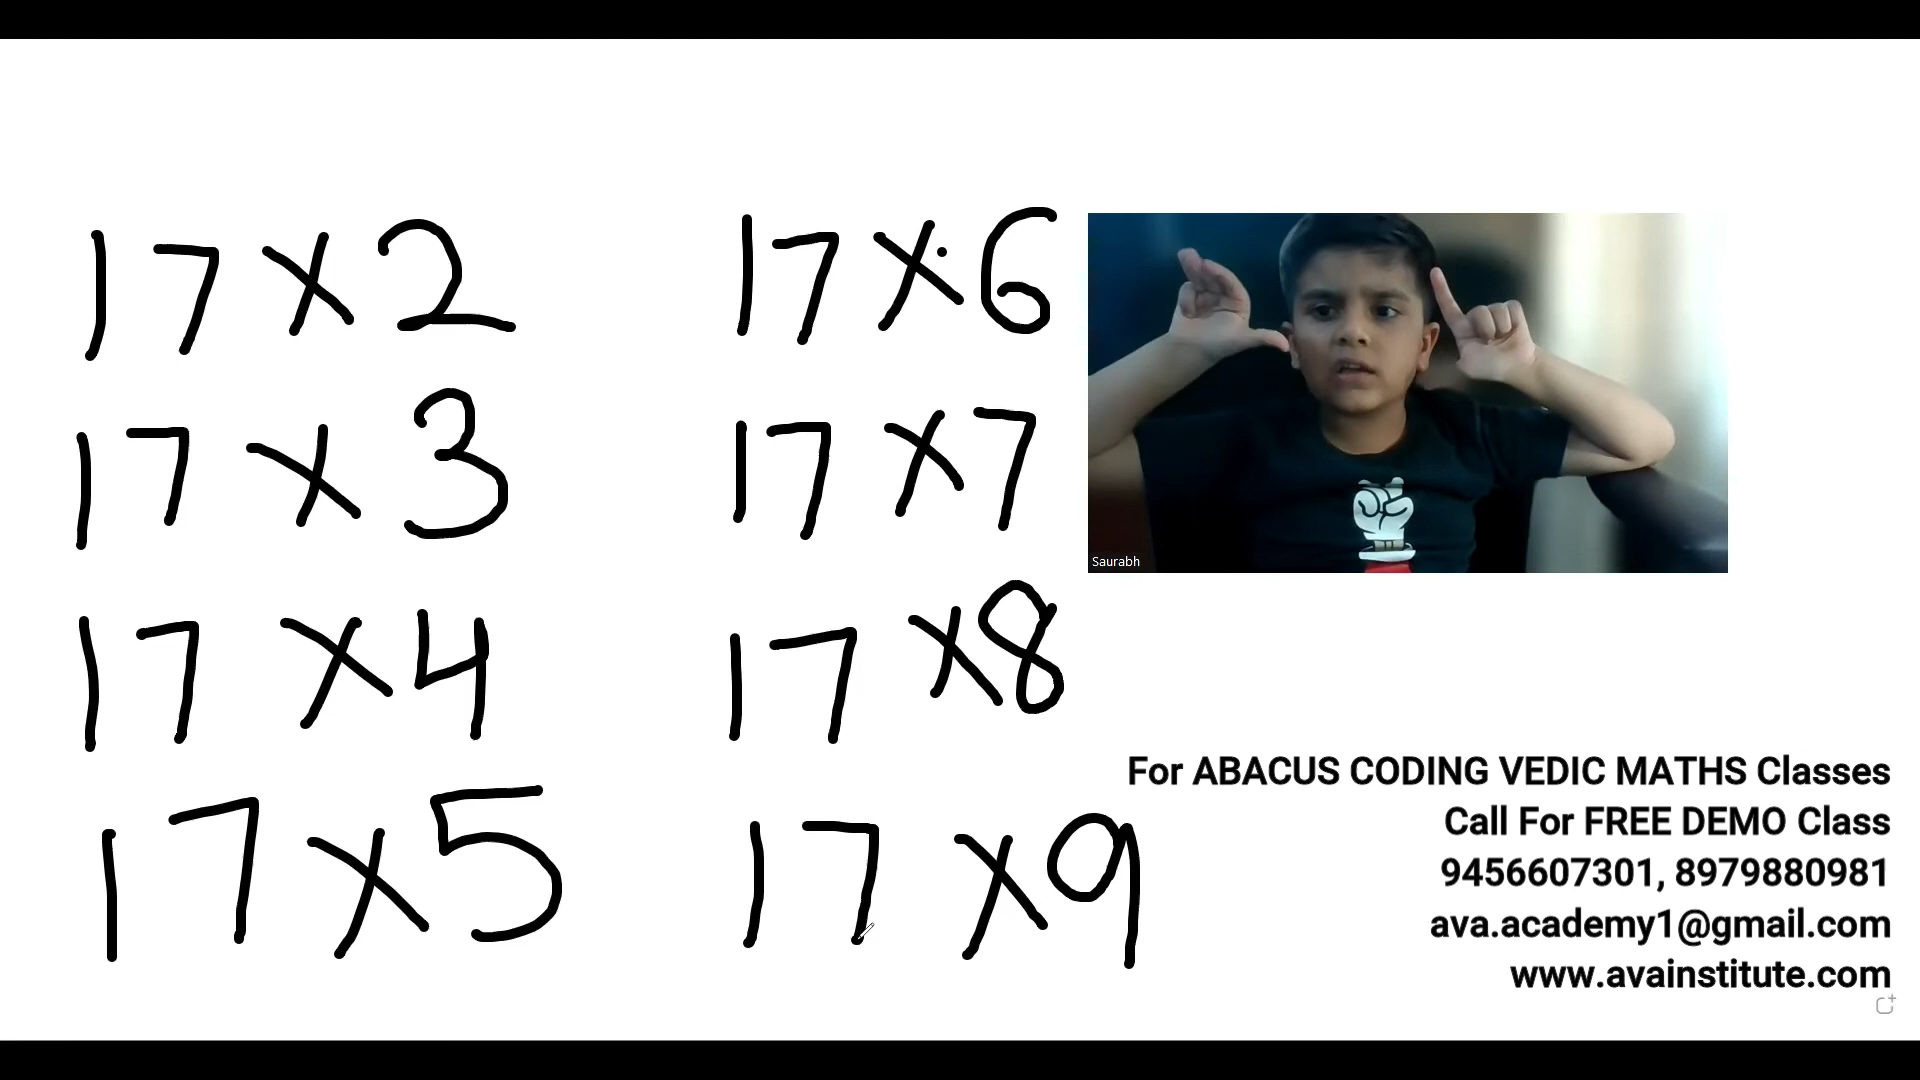 17 x 2
17 x 3
17 x 4
17 x 5
17 x 6
17 x 7
17 x 8
17 x 9
Saurabh
For ABACUS CODING VEDIC MATHS Classes
Call For FREE DEMO Class
9456607301, 8979880981
ava.academy1@gmail.com
www.avainstitute.com